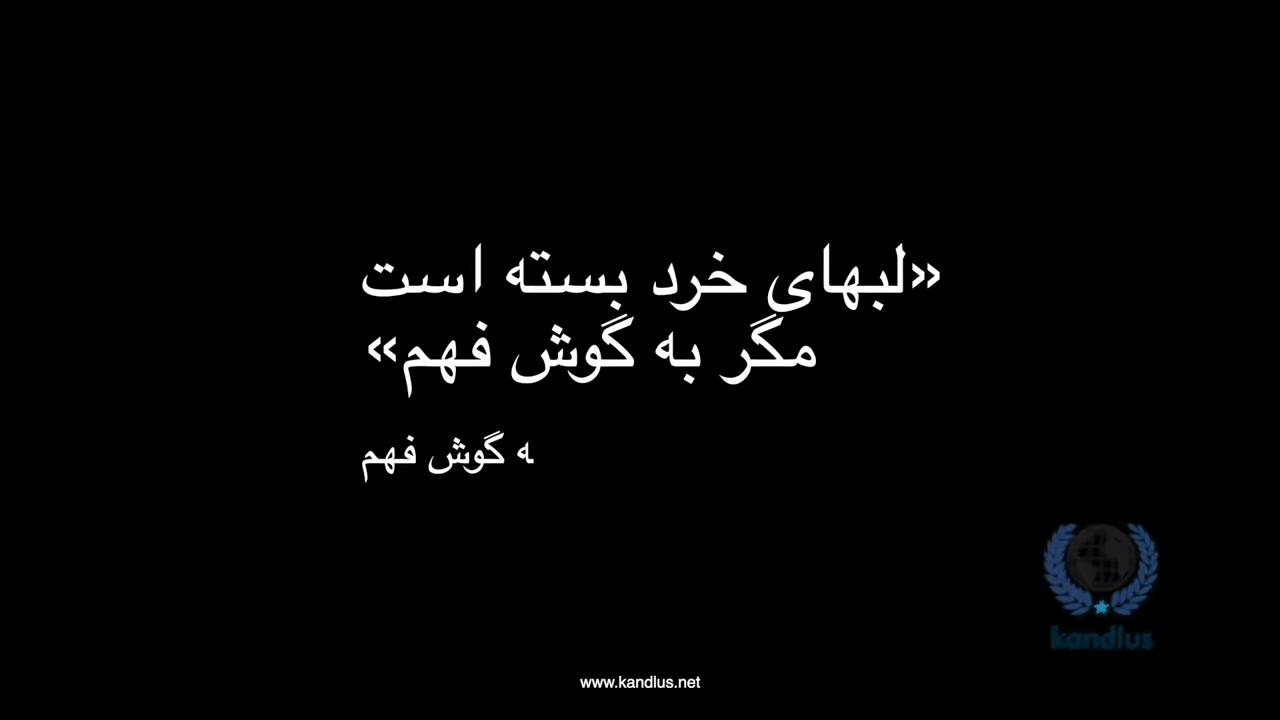 «لبهای خرد بسته است
مگر به گوش فهم»
ه گوش فهم
kandlus
www.kandlus.net